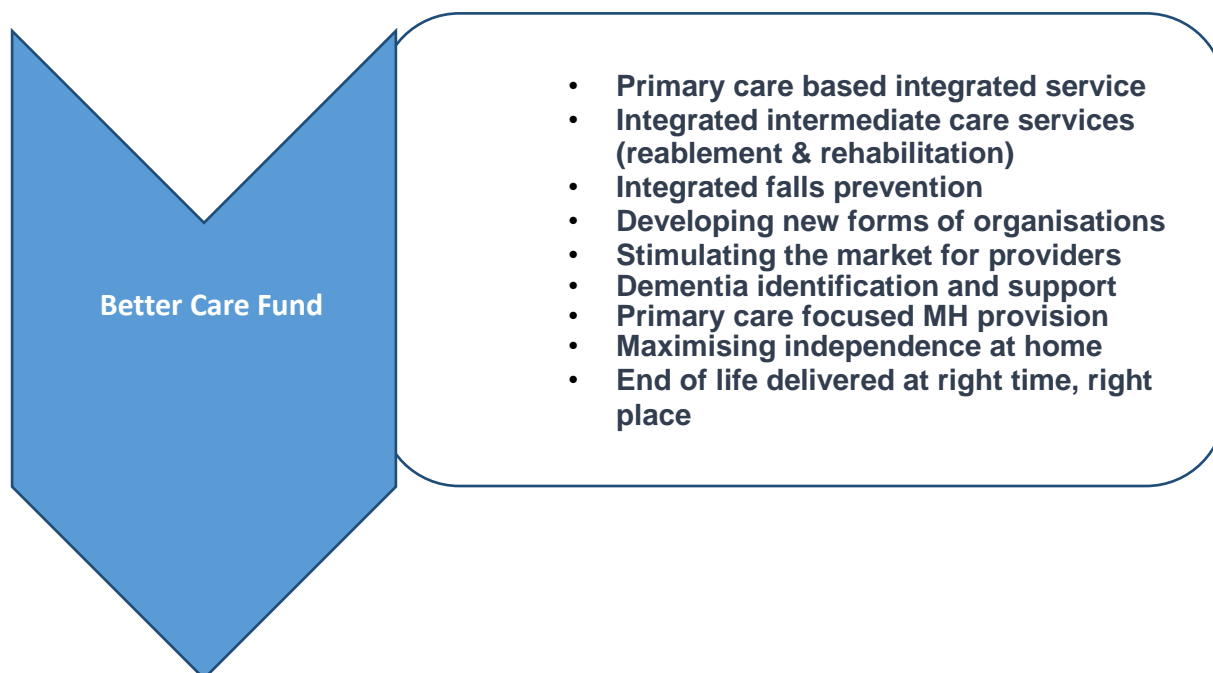 Better Care Fund
• Primary care based integrated service
• Integrated intermediate care services
(reablement & rehabilitation)
• Integrated falls prevention
• Developing new forms of organisations
• Stimulating the market for providers
• Dementia identification and support
• Primary care focused MH provision
• Maximising independence at home
• End of life delivered at right time, right
place